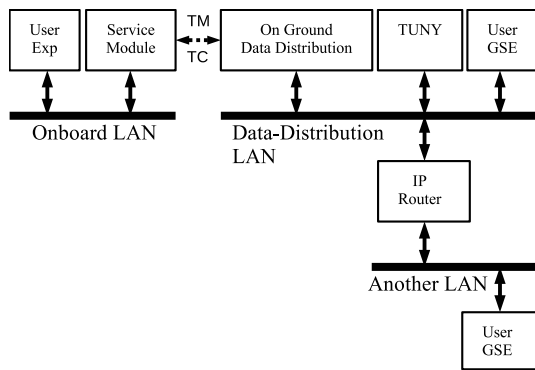 User
Exp
Service
Module
TM
TC
On Ground
Data Distribution
TUNY
User
GSE
Onboard LAN
Data-Distribution
LAN
IP
Router
Another LAN
User
GSE